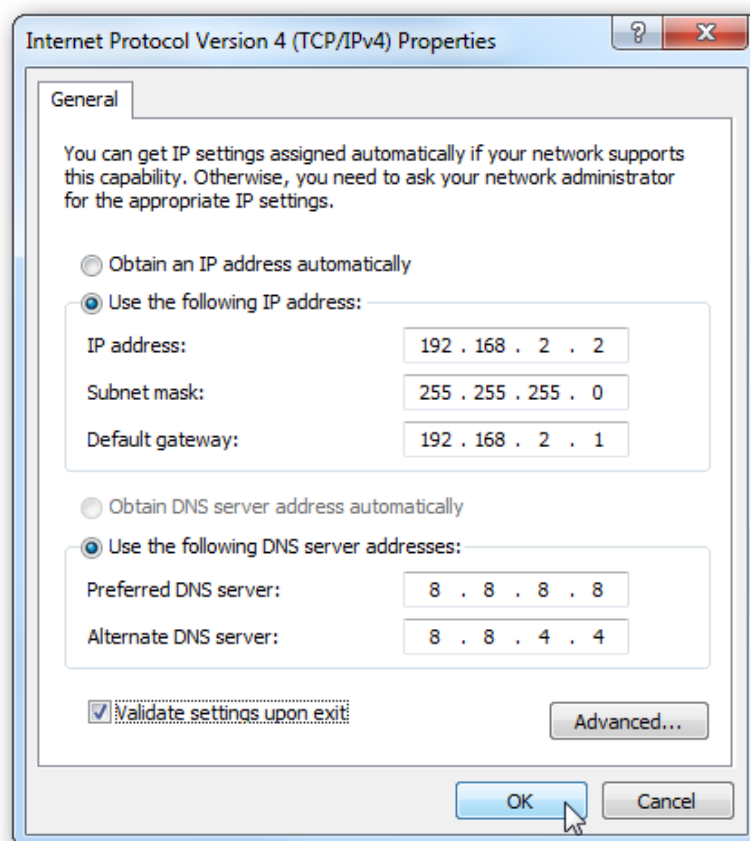 Internet Protocol Version 4 (TCP/IPv4) Properties
General
You can get IP settings assigned automatically if your network supports
this capability. Otherwise, you need to ask your network administrator
for the appropriate IP settings.
Obtain an IP address automatically
Use the following IP address:
IP address: 192 . 168 . 2 . 2
Subnet mask: 255 . 255 . 255 . 0
Default gateway: 192 . 168 . 2 . 1
Obtain DNS server address automatically
Use the following DNS server addresses:
Preferred DNS server: 8 . 8 . 8 . 8
Alternate DNS server: 8 . 8 . 4 . 4
Validate settings upon exit
Advanced...
OK Cancel